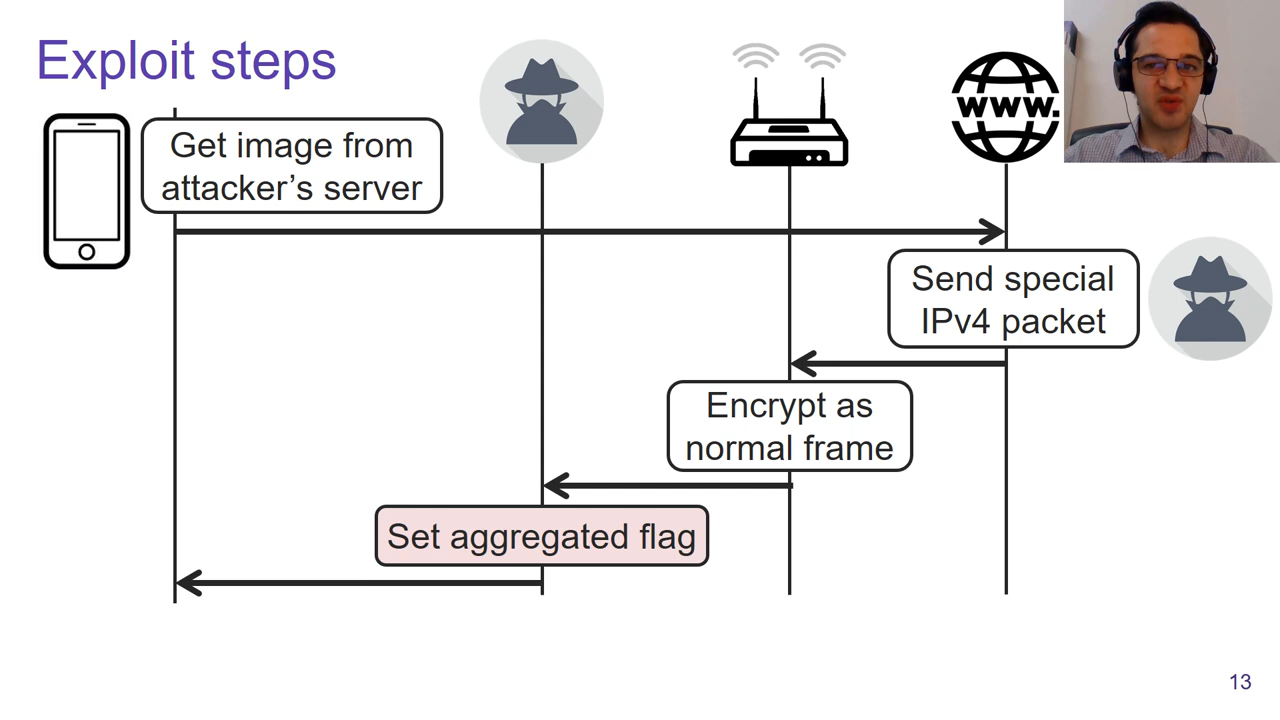 Exploit steps
Get image from
attacker’s server
www.
Send special
IPv4 packet
Encrypt as
normal frame
Set aggregated flag
13